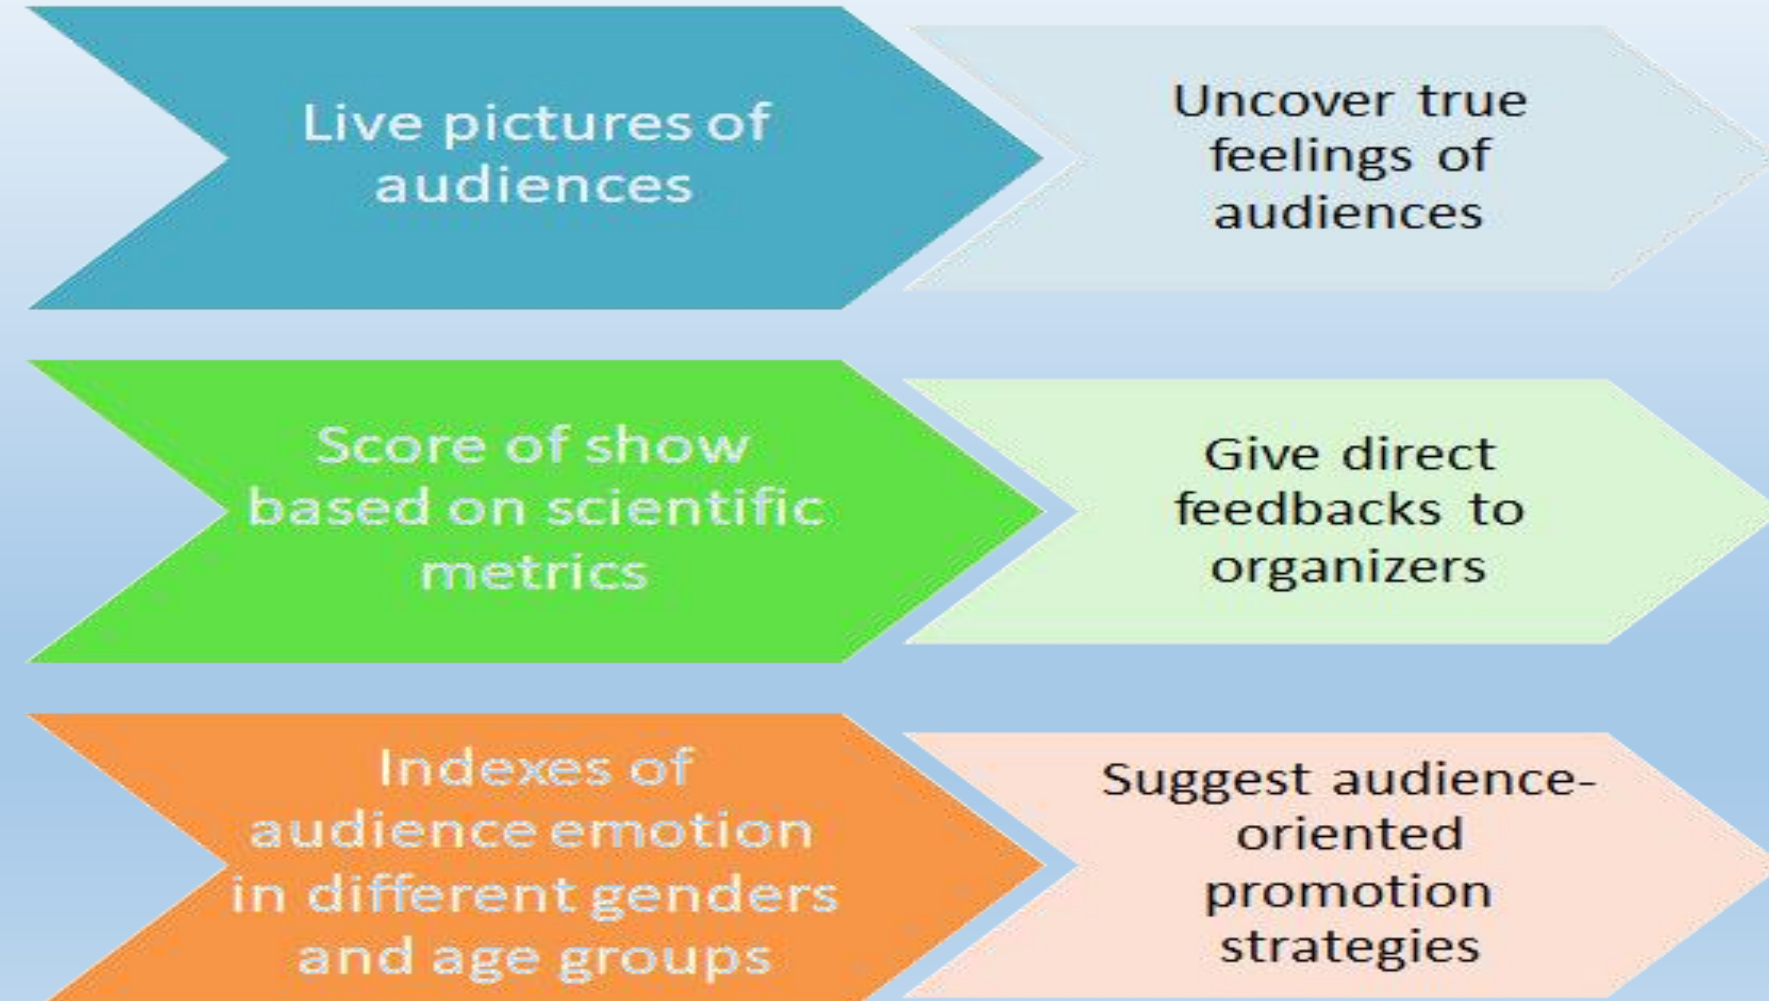 Live pictures of
audiences
Uncover true
feelings of
audiences
Score of show
based on scientific
metrics
Give direct
feedbacks to
organizers
Indexes of
audience emotion
in different genders
and age groups
Suggest audience-
oriented
promotion
strategies